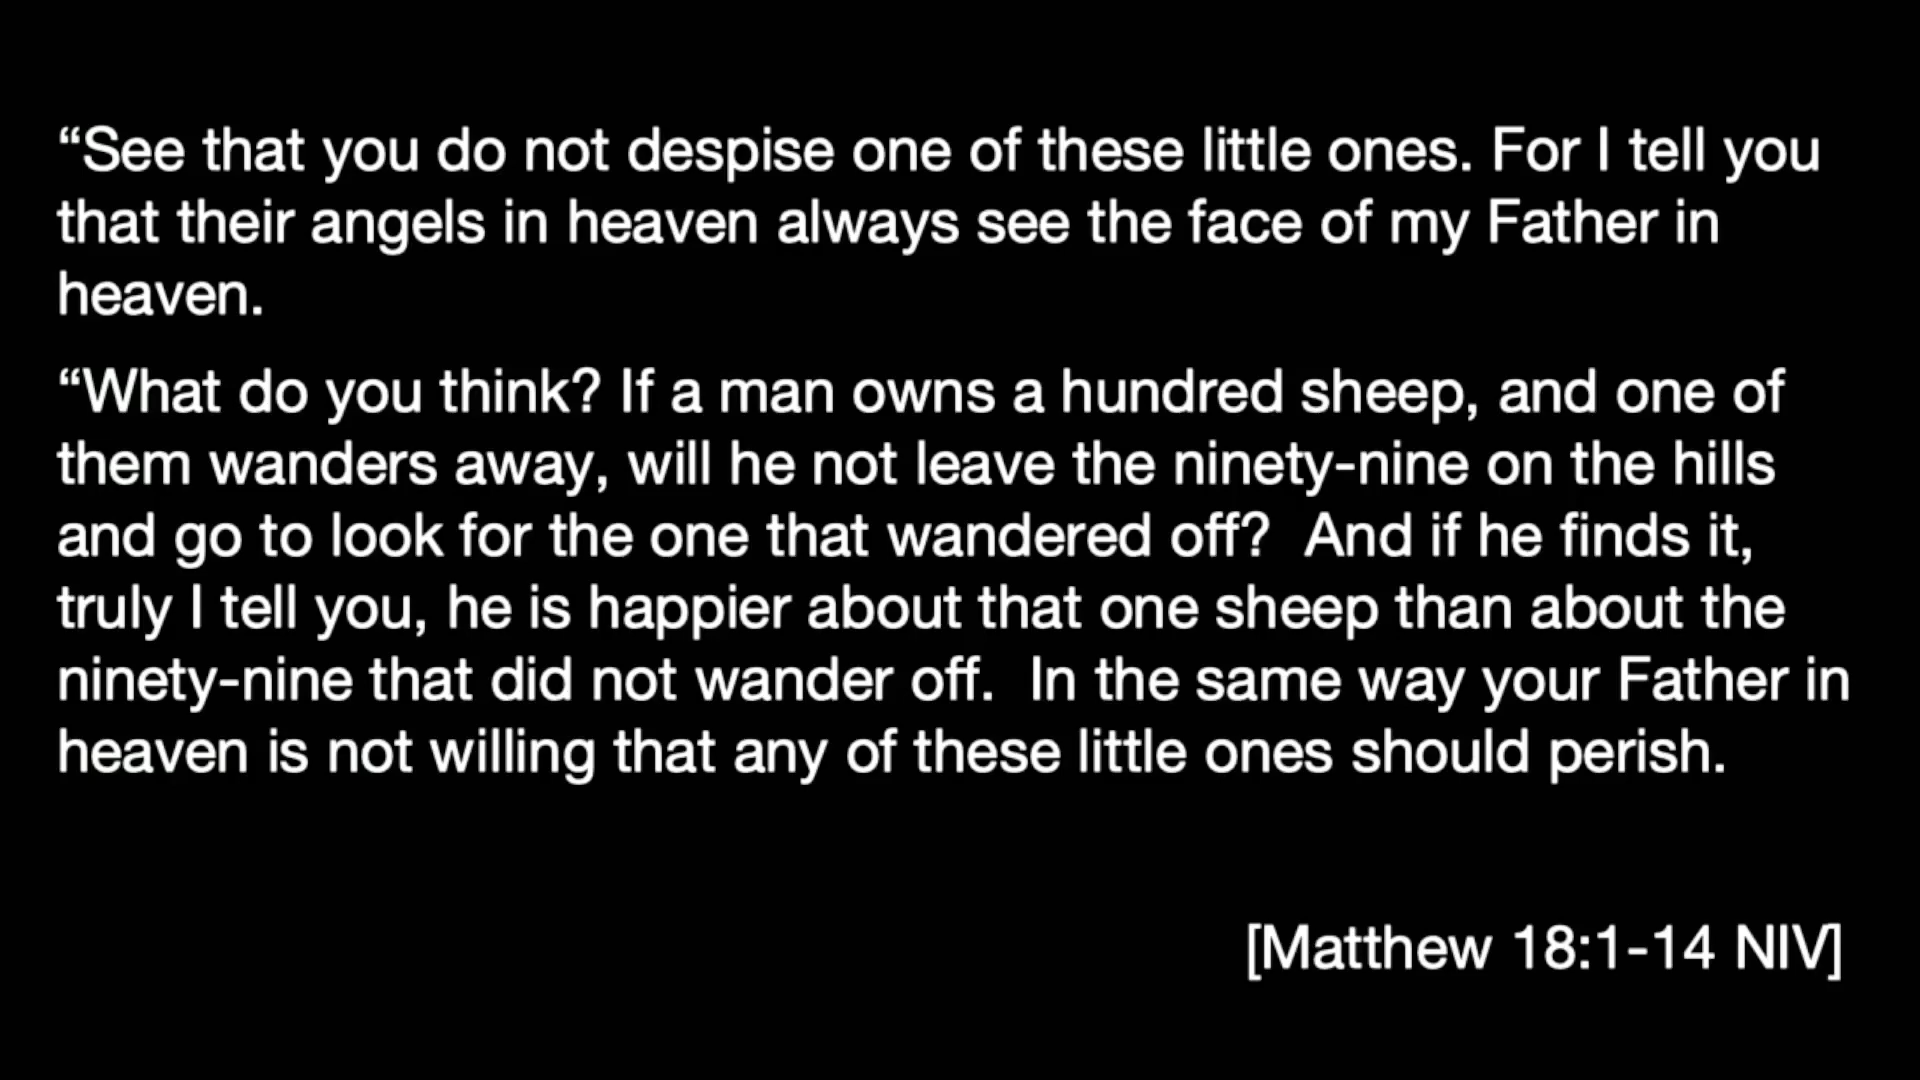 “See that you do not despise one of these little ones. For I tell you
that their angels in heaven always see the face of my Father in
heaven.
“What do you think? If a man owns a hundred sheep, and one of
them wanders away, will he not leave the ninety-nine on the hills
and go to look for the one that wandered off?  And if he finds it,
truly I tell you, he is happier about that one sheep than about the
ninety-nine that did not wander off.  In the same way your Father in
heaven is not willing that any of these little ones should perish.
[Matthew 18:1-14 NIV]